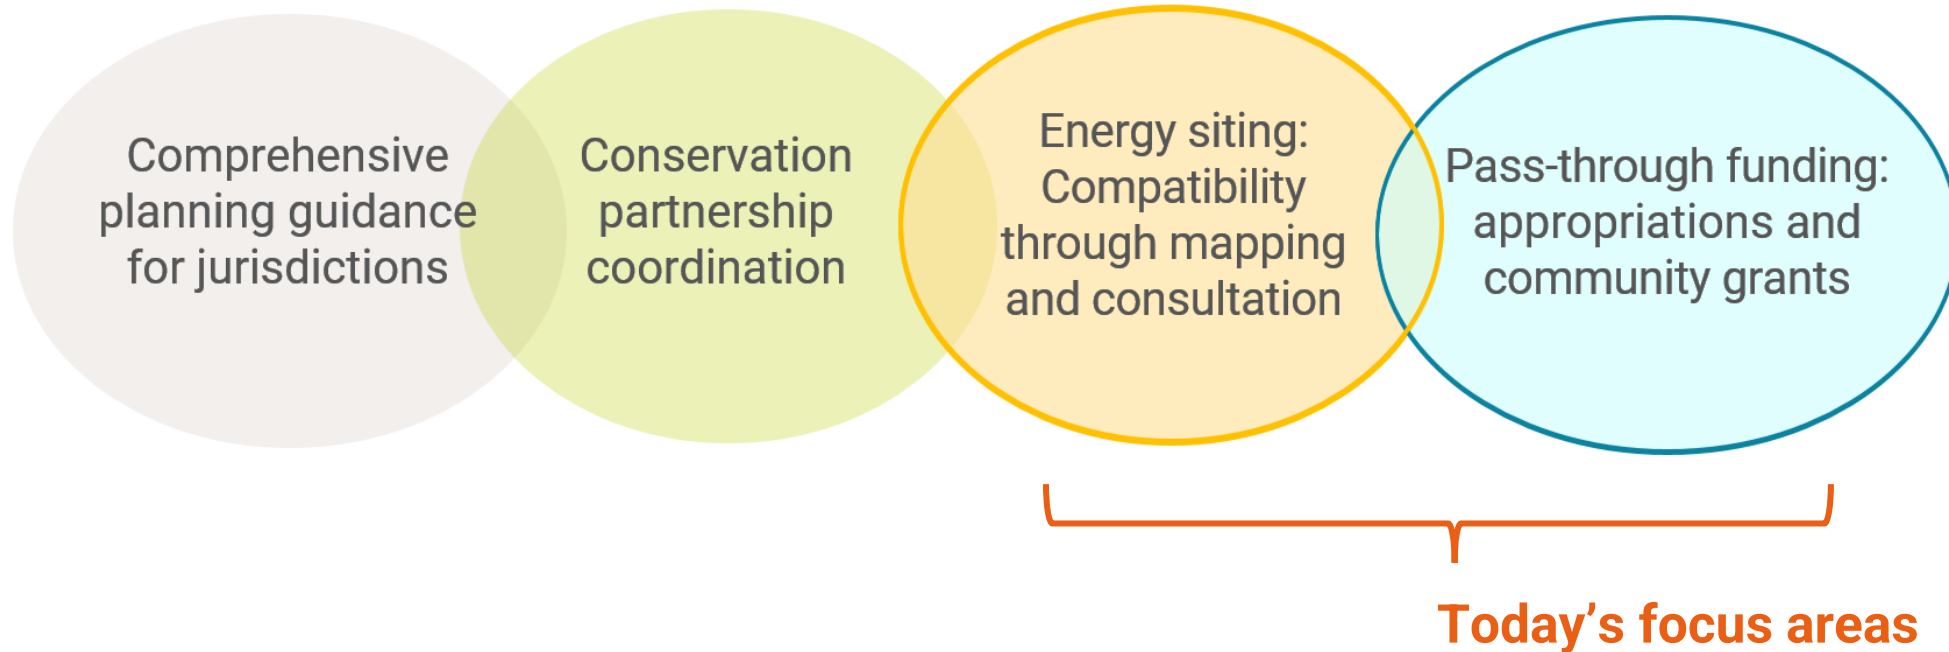 Comprehensive
planning guidance
for jurisdictions
Conservation
partnership
coordination
Energy siting:
Compatibility
through mapping
and consultation
Pass-through funding:
appropriations and
community grants
Today’s focus areas